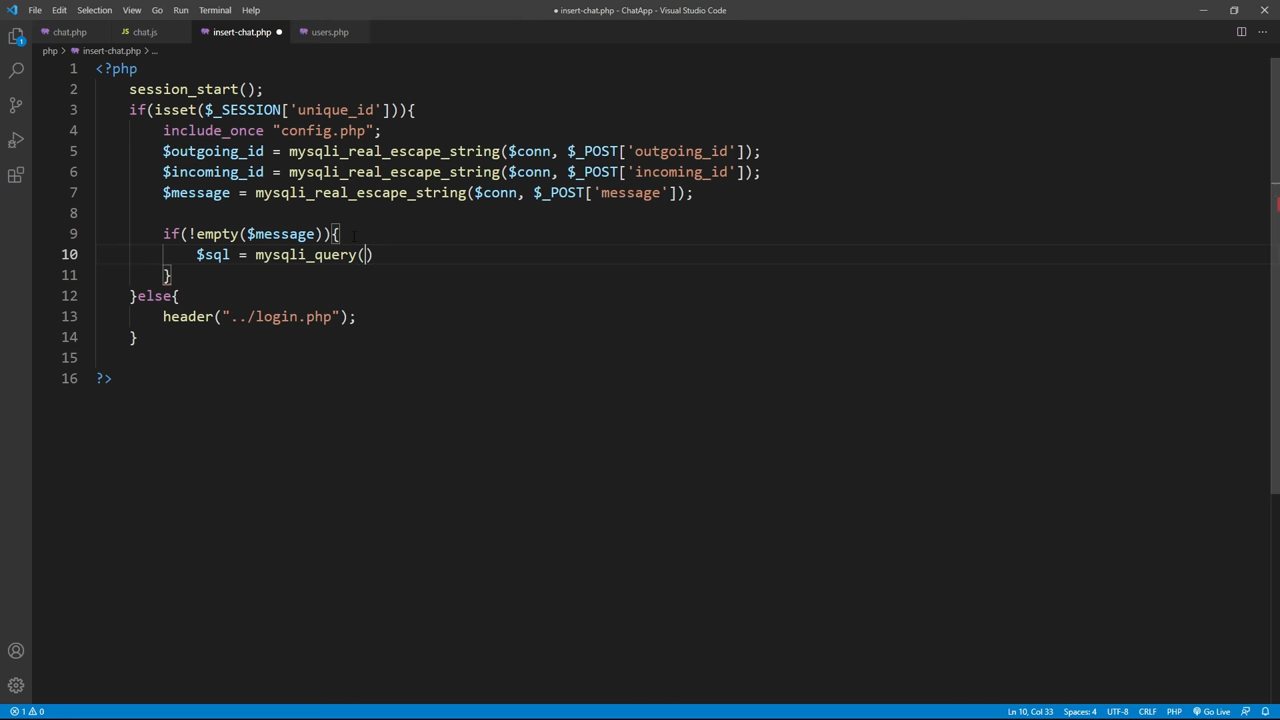 File Edit Selection View Go Run Terminal Help ● insert-chat.php - ChatApp - Visual Studio Code
chat.php JS chat.js insert-chat.php ● users.php
php > insert-chat.php > ...
1 <?php
2 session_start();
3 if(isset($_SESSION['unique_id'])){
4 include_once "config.php";
5 $outgoing_id = mysqli_real_escape_string($conn, $_POST['outgoing_id']);
6 $incoming_id = mysqli_real_escape_string($conn, $_POST['incoming_id']);
7 $message = mysqli_real_escape_string($conn, $_POST['message']);
8
9 if(!empty($message)){
10 $sql = mysqli_query()
11 }
12 }else{
13 header("../login.php");
14 }
15
16 ?>
1 0 Ln 10, Col 33 Spaces: 4 UTF-8 CRLF PHP Go Live